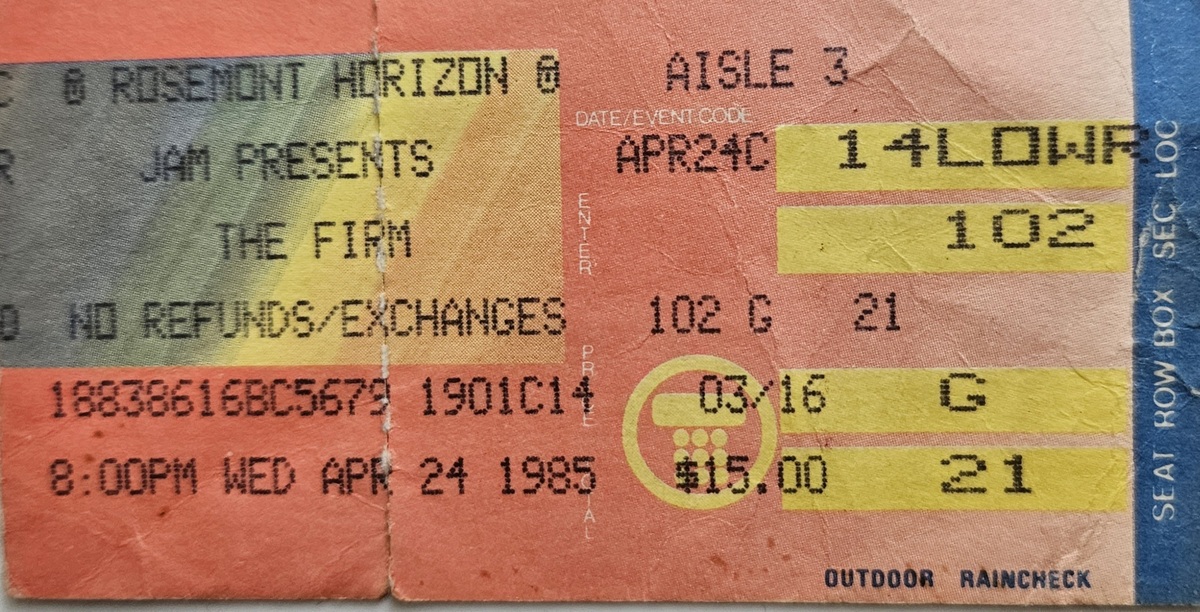 C @ ROSEMONT HORIZON @ AISLE 3
DATE/EVENT CODE
R JAM PRESENTS APR24C 14LOWR
THE FIRM 102
NO REFUNDS/EXCHANGES 102 G 21
18838616BC5679 1901C14 03/16 G
8:00PM WED APR 24 1985 $15.00 21
OUTDOOR RAINCHECK
ENTER
SEAT ROW BOX SEC LOC